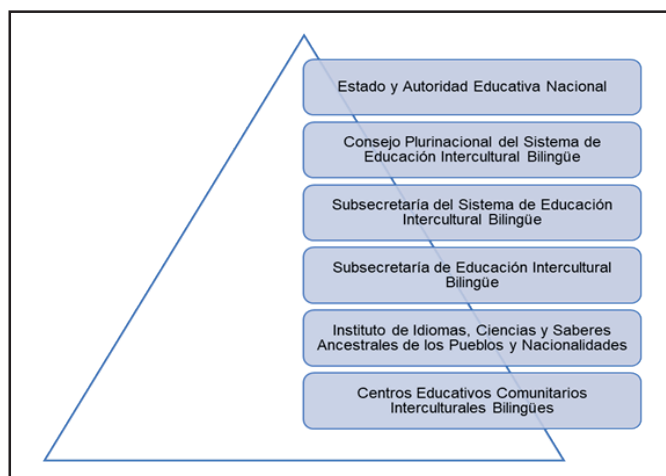 Estado y Autoridad Educativa Nacional
Consejo Plurinacional del Sistema de
Educación Intercultural Bilingüe
Subsecretaría del Sistema de Educación
Intercultural Bilingüe
Subsecretaría de Educación Intercultural
Bilingüe
Instituto de Idiomas, Ciencias y Saberes
Ancestrales de los Pueblos y Nacionalidades
Centros Educativos Comunitarios
Interculturales Bilingües